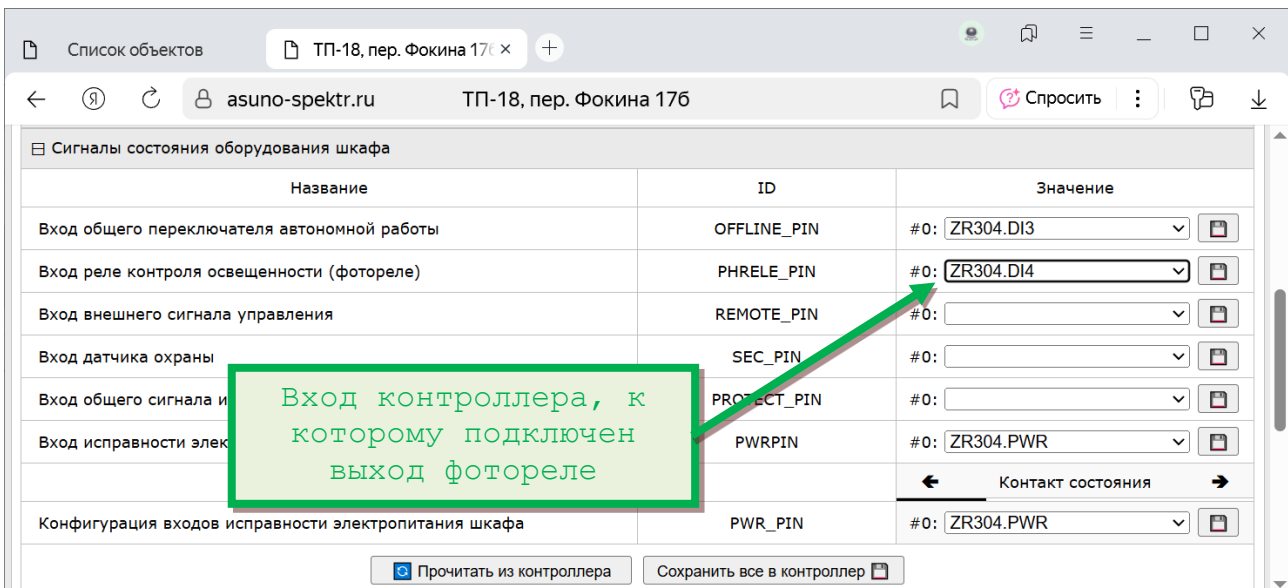 Список объектов
ТП-18, пер. Фокина 176
asuno-spektr.ru ТП-18, пер. Фокина 17б Спросить
Сигналы состояния оборудования шкафа
Название ID Значение
Вход общего переключателя автономной работы OFFLINE_PIN #0: ZR304.DI3
Вход реле контроля освещенности (фотореле) PHRELE_PIN #0: ZR304.DI4
Вход внешнего сигнала управления REMOTE_PIN #0:
Вход датчика охраны SEC_PIN #0:
Вход общего сигнала и PROTECT_PIN #0:
Вход исправности элек PWRPIN #0: ZR304.PWR
Вход контроллера, к
которому подключен
выход фотореле
Контакт состояния
Конфигурация входов исправности электропитания шкафа PWR_PIN #0: ZR304.PWR
Прочитать из контроллера Сохранить все в контроллер